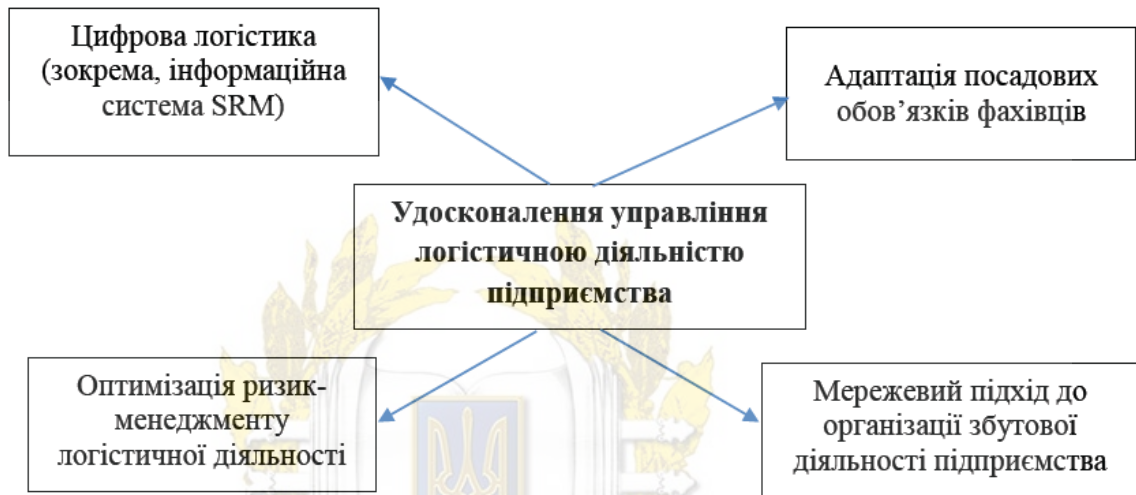 Цифрова логістика
(зокрема, інформаційна
система SRM)
Адаптація посадових
обов’язків фахівців
Удосконалення управління
логістичною діяльністю
підприємства
Оптимізація ризик-
менеджменту
логістичної діяльності
Мережевий підхід до
організації збутової
діяльності підприємства